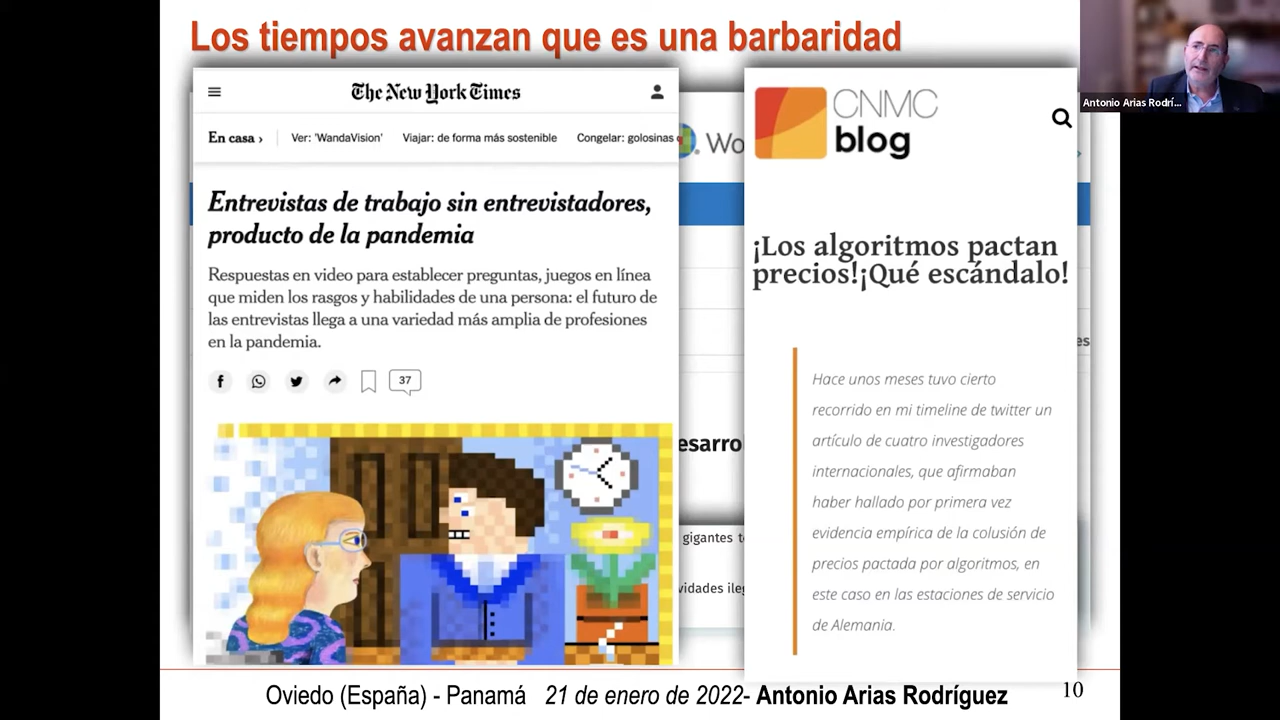 Los tiempos avanzan que es una barbaridad
The New York Times
En casa › Ver: 'WandaVision' Viajar: de forma más sostenible Congelar: golosinas
Entrevistas de trabajo sin entrevistadores,
producto de la pandemia
Respuestas en video para establecer preguntas, juegos en línea
que miden los rasgos y habilidades de una persona: el futuro de
las entrevistas llega a una variedad más amplia de profesiones
en la pandemia.
37
CNMC
blog
¡Los algoritmos pactan
precios!¡Qué escándalo!
Hace unos meses tuvo cierto
recorrido en mi timeline de twitter un
artículo de cuatro investigadores
internacionales, que afirmaban
haber hallado por primera vez
evidencia empírica de la colusión de
precios pactada por algoritmos, en
este caso en las estaciones de servicio
de Alemania.
gigantes
Antonio Arias Rodrí...
Oviedo (España) - Panamá 21 de enero de 2022- Antonio Arias Rodríguez
10